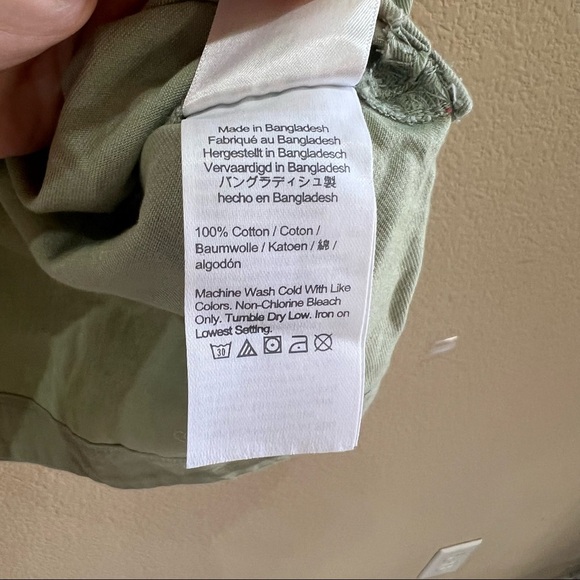 Made in Bangladesh
Fabriqué au Bangladesh
Hergestellt in Bangladesch
Vervaardigd in Bangladesh
バングラディシュ製
hecho en Bangladesh
100% Cotton / Coton /
Baumwolle / Katoen / 綿 /
algodón
Machine Wash Cold With Like
Colors. Non-Chlorine Bleach
Only. Tumble Dry Low. Iron on
Lowest Setting.
30